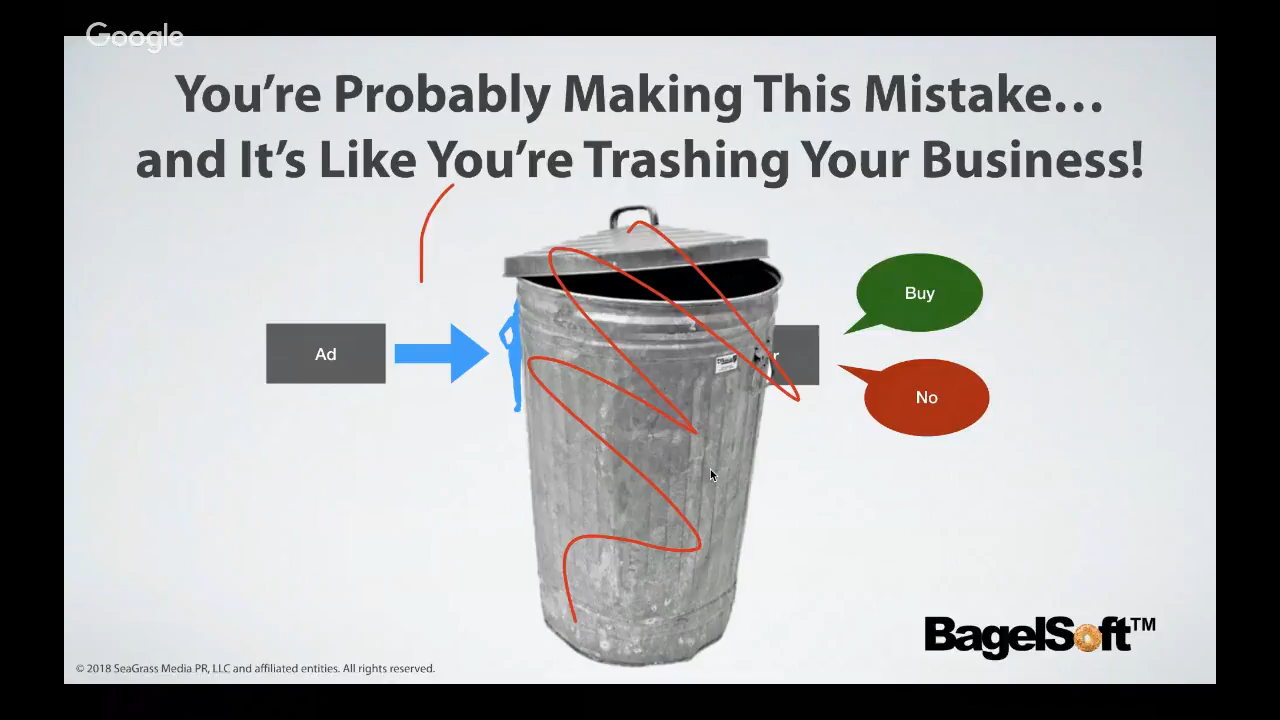 Google
You’re Probably Making This Mistake…
and It’s Like You’re Trashing Your Business!
Ad
Buy
No
BagelSoft™
© 2018 SeaGrass Media PR, LLC and affiliated entities. All rights reserved.